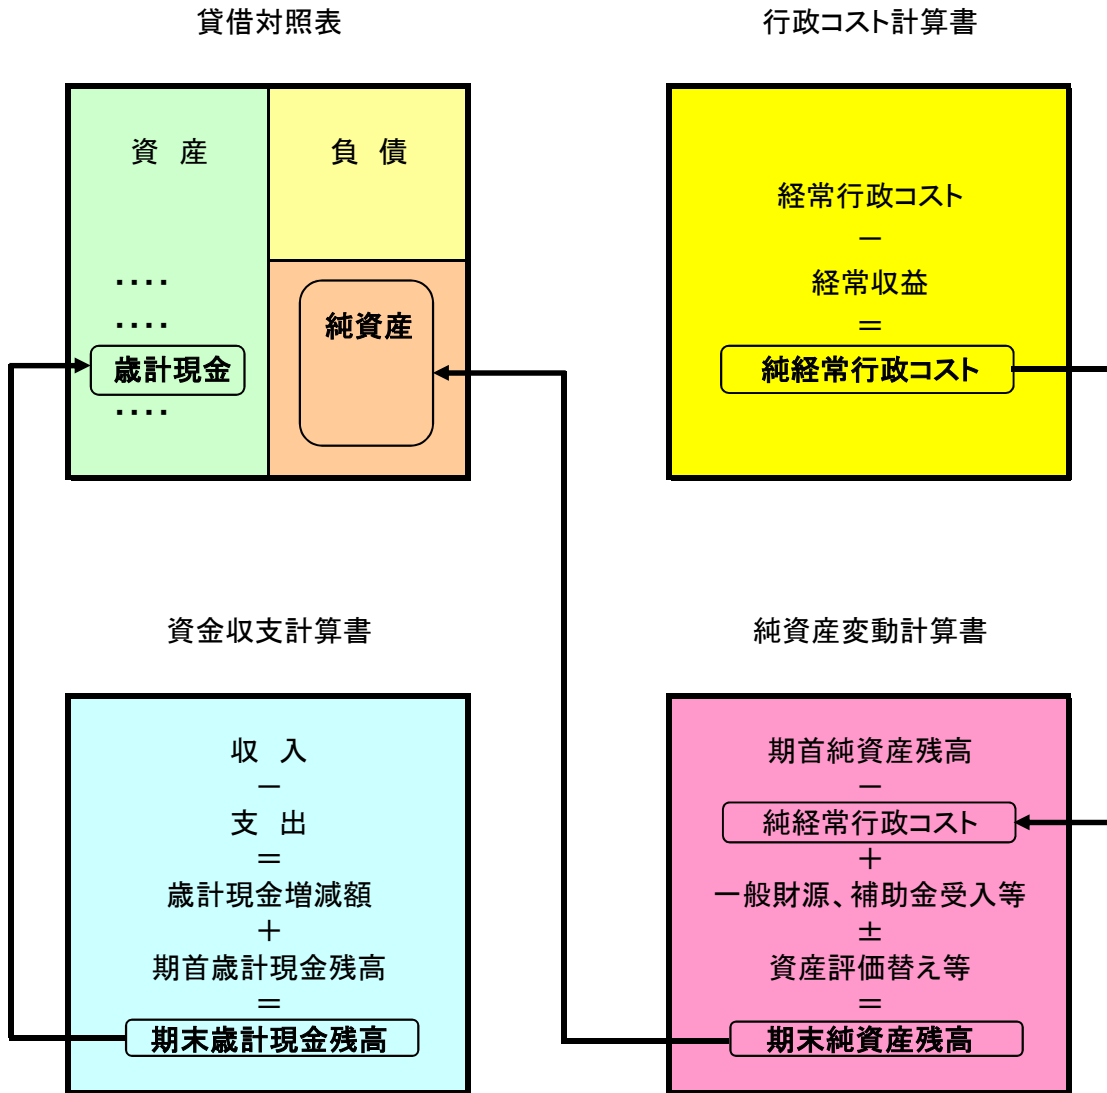 貸借対照表
資 産
負 債
‥‥
‥‥
歳計現金
‥‥
純資産
行政コスト計算書
経常行政コスト
－
経常収益
＝
純経常行政コスト
資金収支計算書
収 入
－
支 出
＝
歳計現金増減額
＋
期首歳計現金残高
＝
期末歳計現金残高
純資産変動計算書
期首純資産残高
－
純経常行政コスト
＋
一般財源、補助金受入等
±
資産評価替え等
＝
期末純資産残高